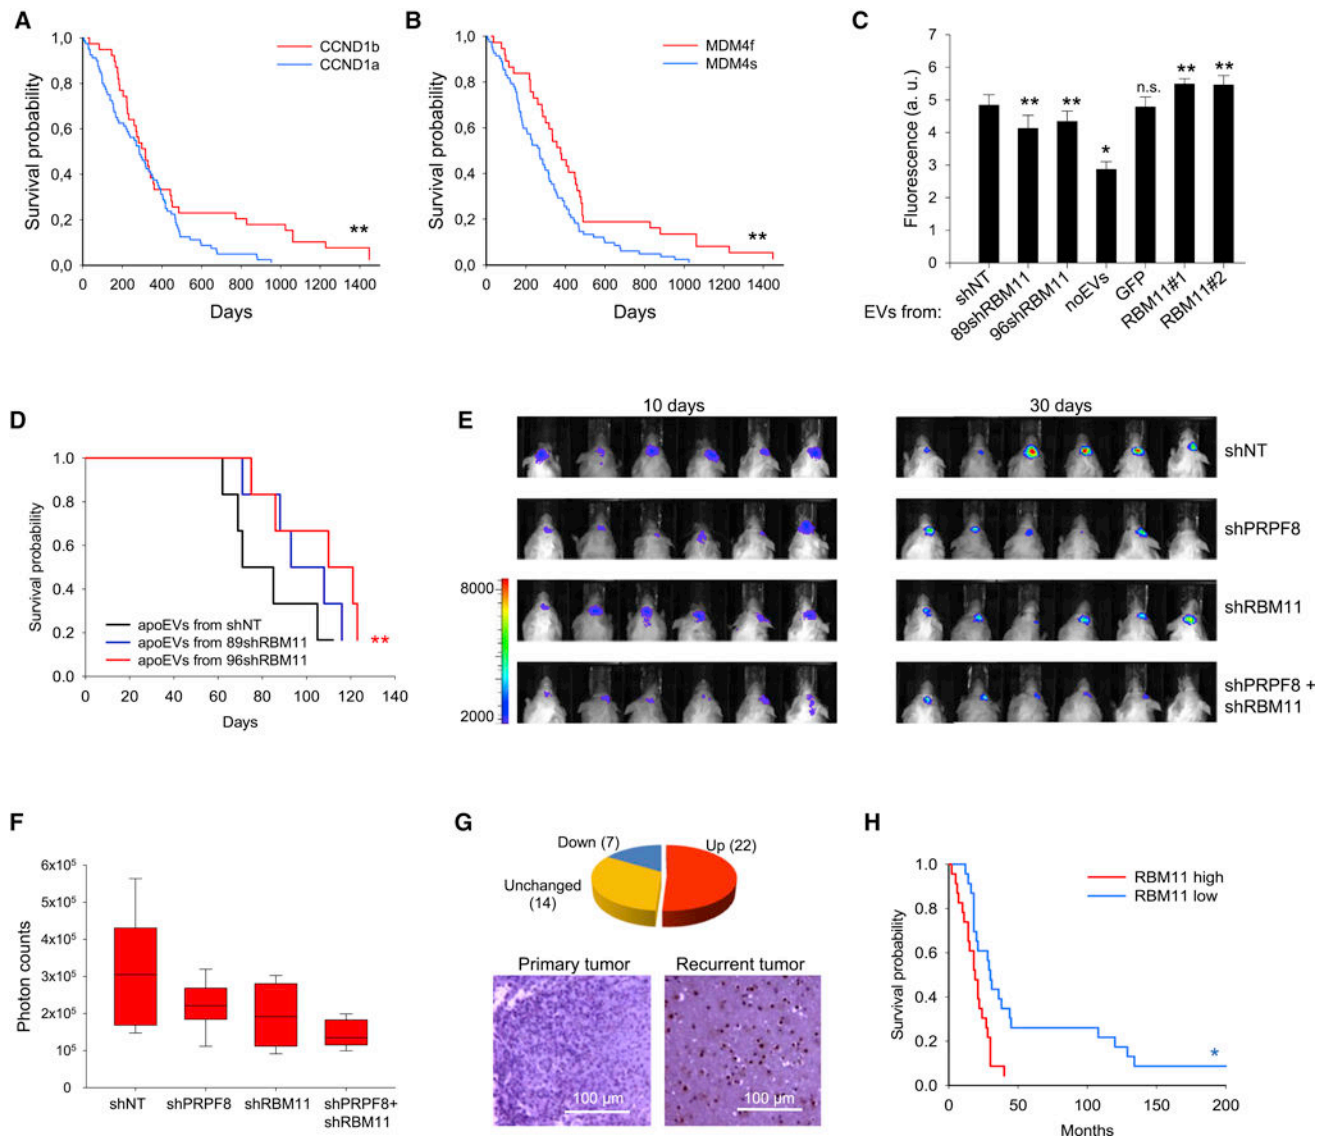 A
1,0
0,8
0,6
0,4
0,2
0,0
Survival probability
CCND1b
CCND1a
**
0 200 400 600 800 1000 1200 1400
Days
B
1,0
0,8
0,6
0,4
0,2
0,0
Survival probability
MDM4f
MDM4s
**
0 200 400 600 800 1000 1200 1400
Days
C
7
6
5
4
3
2
1
0
Fluorescence (a. u.)
** ** * n.s. ** **
EVs from:
shNT
89shRBM11
96shRBM11
noEVs
GFP
RBM11#1
RBM11#2
D
1.0
0.8
0.6
0.4
0.2
0.0
Survival probability
apoEVs from shNT
apoEVs from 89shRBM11
apoEVs from 96shRBM11
**
0 20 40 60 80 100 120 140
Days
E
10 days
30 days
shNT
shPRPF8
shRBM11
shPRPF8 +
shRBM11
8000
2000
F
6x10⁵
5x10⁵
4x10⁵
3x10⁵
2x10⁵
10⁵
0
Photon counts
shNT shPRPF8 shRBM11 shPRPF8+
shRBM11
G
Down (7)
Up (22)
Unchanged
(14)
Primary tumor
Recurrent tumor
100 µm
100 µm
H
1.0
0.8
0.6
0.4
0.2
0.0
Survival probability
RBM11 high
RBM11 low
*
0 50 100 150 200
Months